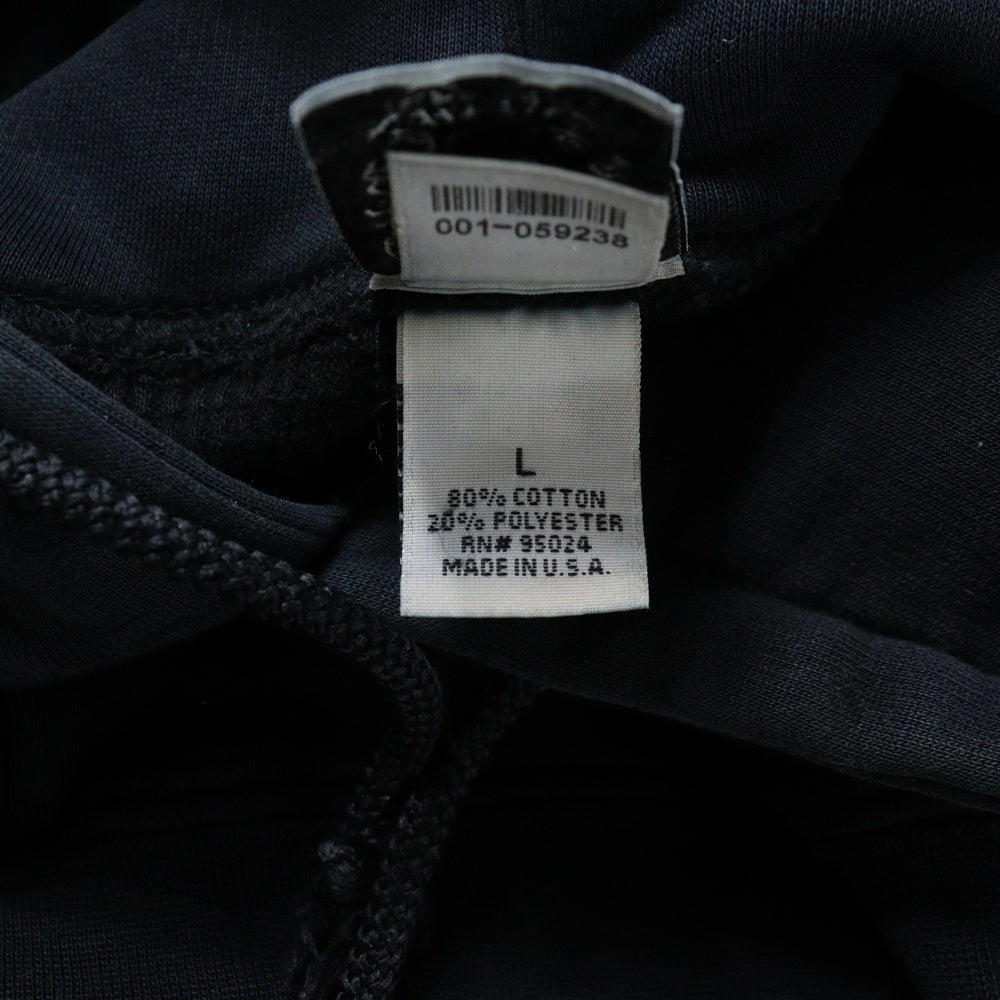 001-059238
L
80% COTTON
20% POLYESTER
RN# 95024
MADE IN U.S.A.